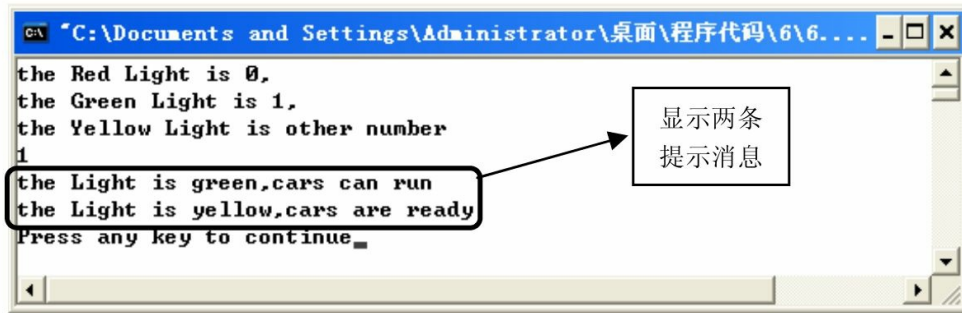 "C:\Documents and Settings\Administrator\桌面\程序代码\6\6....
the Red Light is 0,
the Green Light is 1,
the Yellow Light is other number
1
the Light is green,cars can run
the Light is yellow,cars are ready
Press any key to continue_
显示两条
提示消息